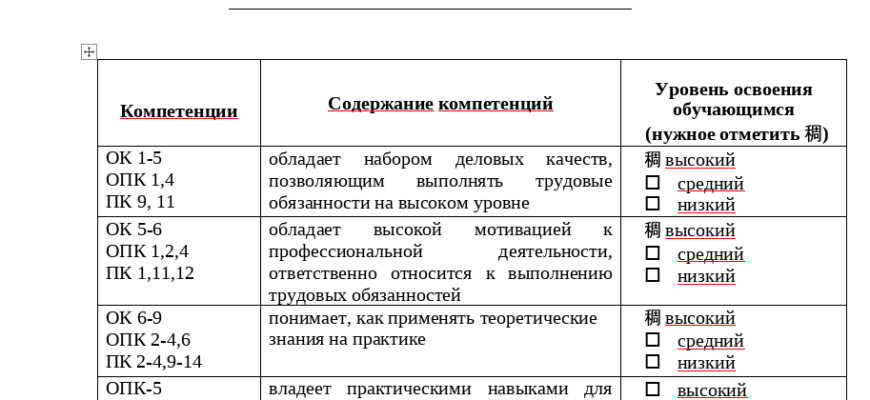 Компетенции
Содержание компетенций
Уровень освоения
обучающимся
(нужное отметить 稠)
ОК 1-5
ОПК 1,4
ПК 9, 11
обладает набором деловых качеств,
позволяющим выполнять трудовые
обязанности на высоком уровне
稠 высокий
☐ средний
☐ низкий
ОК 5-6
ОПК 1,2,4
ПК 1,11,12
обладает высокой мотивацией к
профессиональной деятельности,
ответственно относится к выполнению
трудовых обязанностей
稠 высокий
☐ средний
☐ низкий
ОК 6-9
ОПК 2-4,6
ПК 2-4,9-14
понимает, как применять теоретические
знания на практике
稠 высокий
☐ средний
☐ низкий
ОПК-5
владеет практическими навыками для
☐ высокий